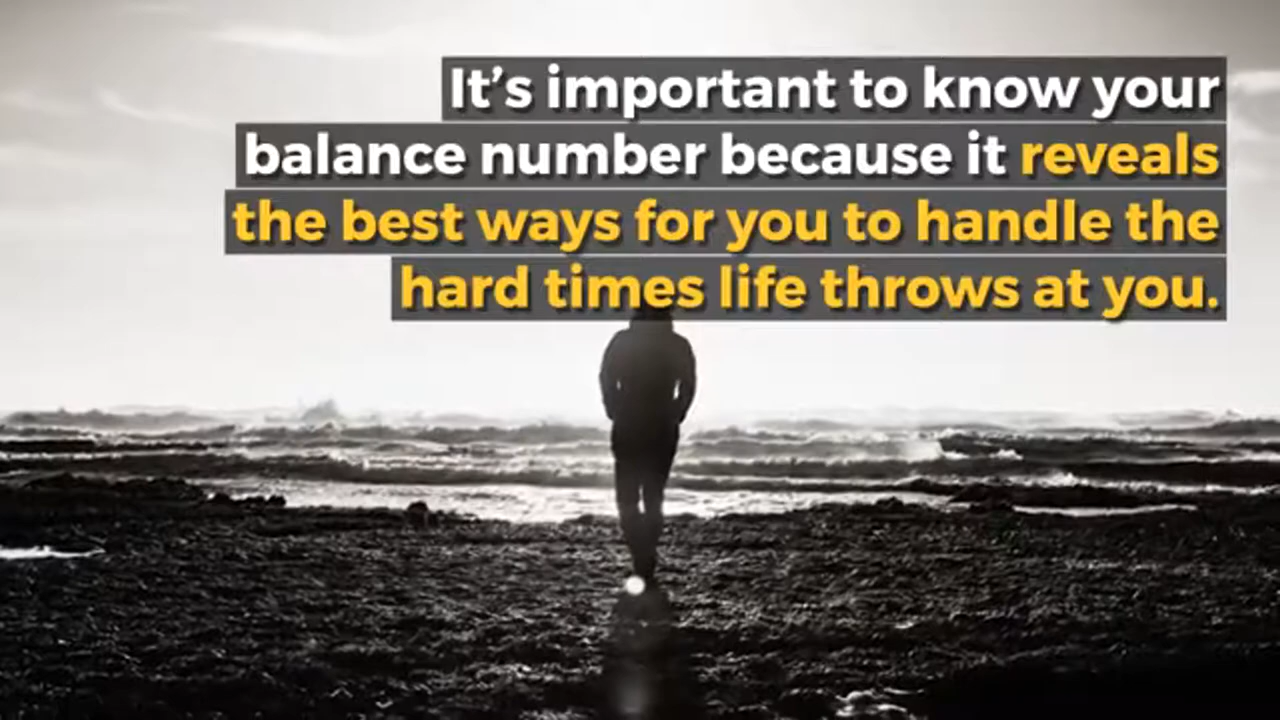 It’s important to know your
balance number because it reveals
the best ways for you to handle the
hard times life throws at you.